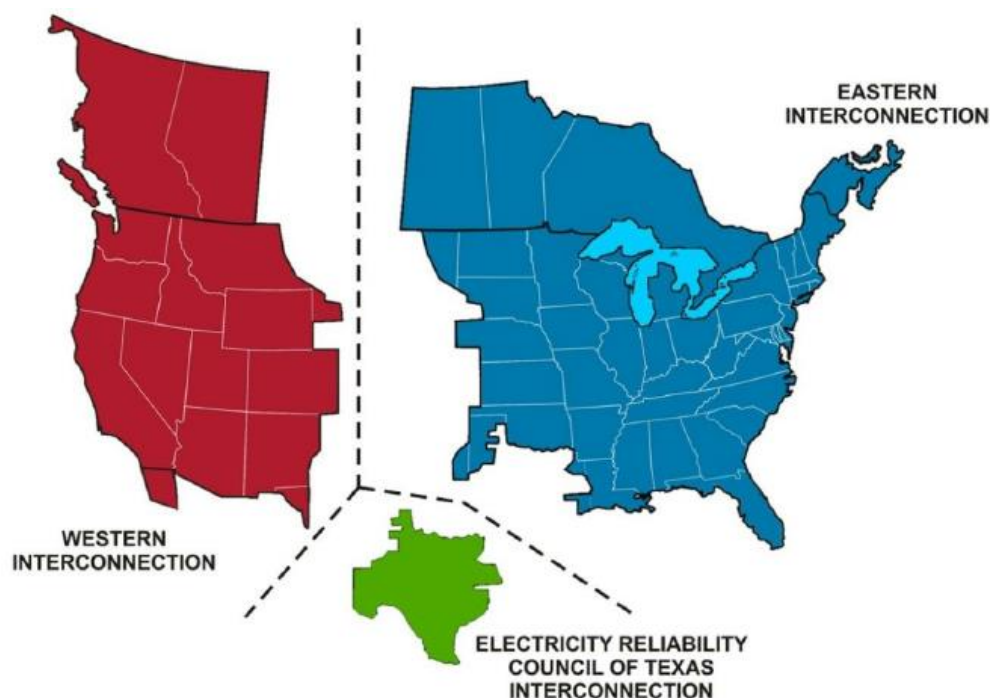 EASTERN
INTERCONNECTION
WESTERN
INTERCONNECTION
ELECTRICITY RELIABILITY
COUNCIL OF TEXAS
INTERCONNECTION